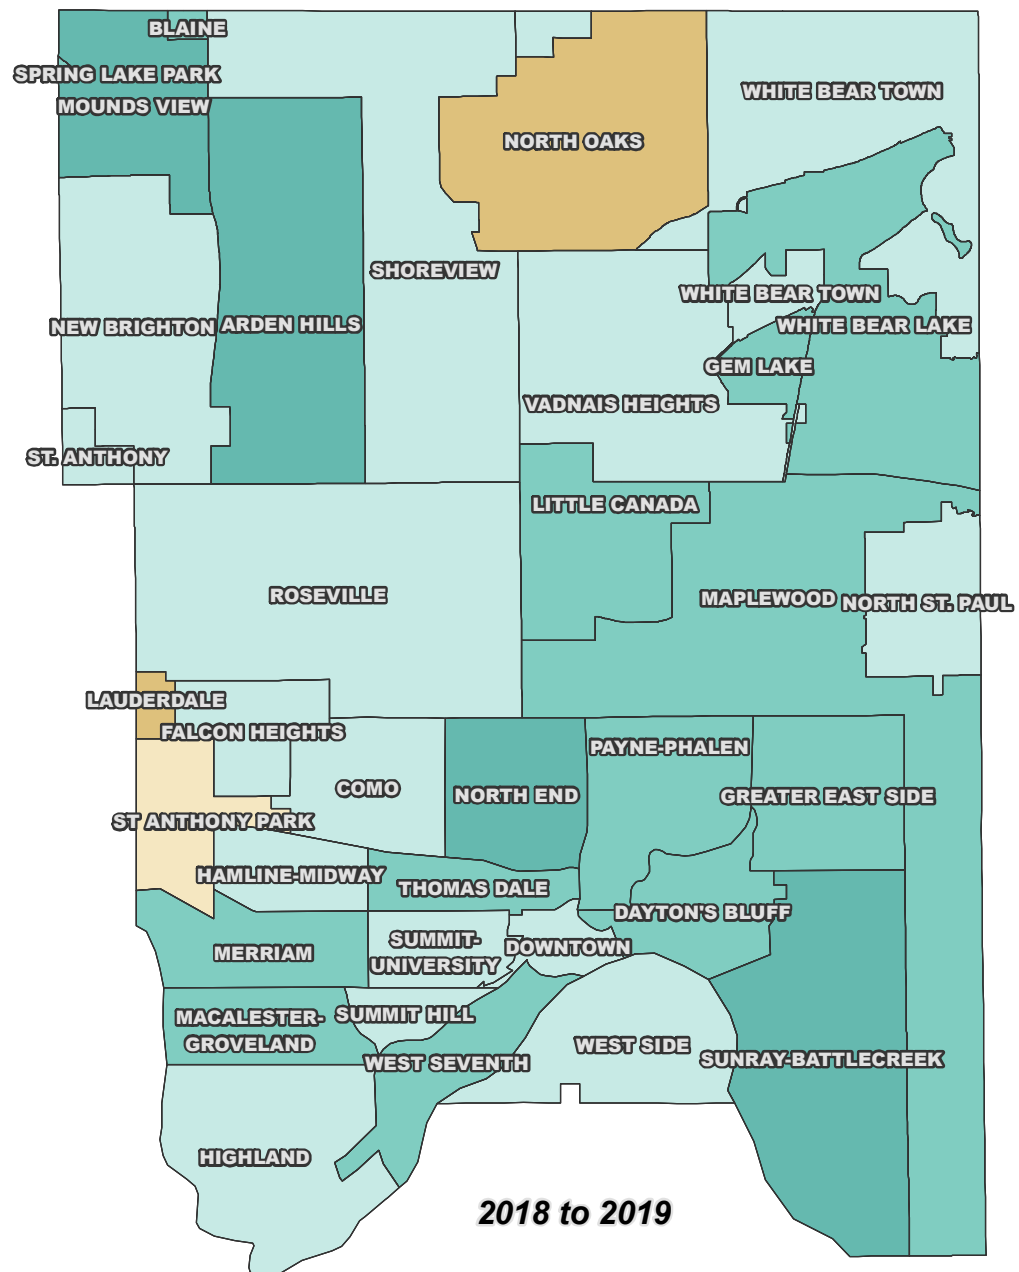 BLAINE
SPRING LAKE PARK
WHITE BEAR TOWN
MOUNDS VIEW
NORTH OAKS
SHOREVIEW
WHITE BEAR TOWN
NEW BRIGHTON
ARDEN HILLS
WHITE BEAR LAKE
GEM LAKE
VADNAIS HEIGHTS
ST. ANTHONY
LITTLE CANADA
ROSEVILLE
MAPLEWOOD
NORTH ST. PAUL
LAUDERDALE
FALCON HEIGHTS
PAYNE-PHALEN
COMO
NORTH END
GREATER EAST SIDE
ST ANTHONY PARK
HAMLINE-MIDWAY
THOMAS DALE
DAYTON'S BLUFF
SUMMIT-
UNIVERSITY
DOWNTOWN
MERRIAM
MACALESTER-
GROVELAND
SUMMIT HILL
WEST SIDE
WEST SEVENTH
SUNRAY-BATTLECREEK
HIGHLAND
2018 to 2019